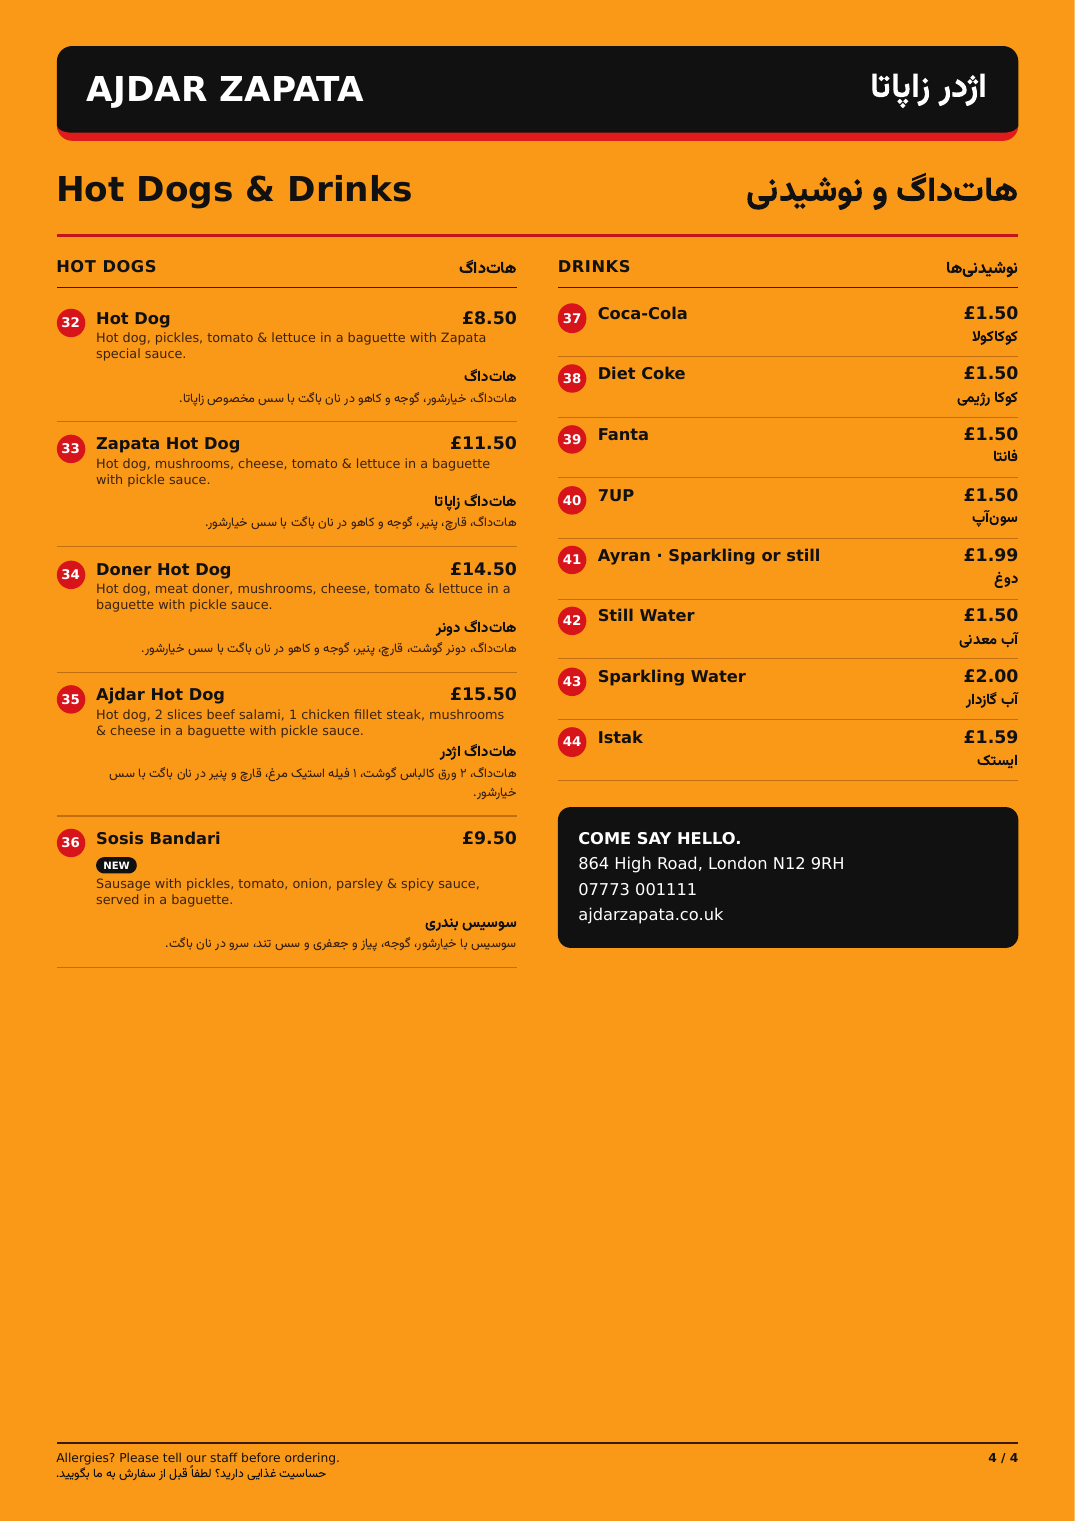 AJDAR ZAPATA
اژدر زاپاتا
Hot Dogs & Drinks
هات‌داگ و نوشیدنی
HOT DOGS
هات‌داگ
32
Hot Dog
£8.50
Hot dog, pickles, tomato & lettuce in a baguette with Zapata
special sauce.
هات‌داگ
هات‌داگ، خیارشور، گوجه و کاهو در نان باگت با سس مخصوص زاپاتا.
33
Zapata Hot Dog
£11.50
Hot dog, mushrooms, cheese, tomato & lettuce in a baguette
with pickle sauce.
هات‌داگ زاپاتا
هات‌داگ، قارچ، پنیر، گوجه و کاهو در نان باگت با سس خیارشور.
34
Doner Hot Dog
£14.50
Hot dog, meat doner, mushrooms, cheese, tomato & lettuce in a
baguette with pickle sauce.
هات‌داگ دونر
هات‌داگ، دونر گوشت، قارچ، پنیر، گوجه و کاهو در نان باگت با سس خیارشور.
35
Ajdar Hot Dog
£15.50
Hot dog, 2 slices beef salami, 1 chicken fillet steak, mushrooms
& cheese in a baguette with pickle sauce.
هات‌داگ اژدر
هات‌داگ، ۲ ورق کالباس گوشت، ۱ فیله استیک مرغ، قارچ و پنیر در نان باگت با سس
خیارشور.
36
Sosis Bandari
£9.50
NEW
Sausage with pickles, tomato, onion, parsley & spicy sauce,
served in a baguette.
سوسیس بندری
سوسیس با خیارشور، گوجه، پیاز و جعفری و سس تند، سرو در نان باگت.
DRINKS
نوشیدنی‌ها
37
Coca-Cola
£1.50
کوکاکولا
38
Diet Coke
£1.50
کوکا رژیمی
39
Fanta
£1.50
فانتا
40
7UP
£1.50
سون‌آپ
41
Ayran · Sparkling or still
£1.99
دوغ
42
Still Water
£1.50
آب معدنی
43
Sparkling Water
£2.00
آب گازدار
44
Istak
£1.59
ایستک
COME SAY HELLO.
864 High Road, London N12 9RH
07773 001111
ajdarzapata.co.uk
Allergies? Please tell our staff before ordering.
حساسیت غذایی دارید؟ لطفاً قبل از سفارش به ما بگویید.
4 / 4